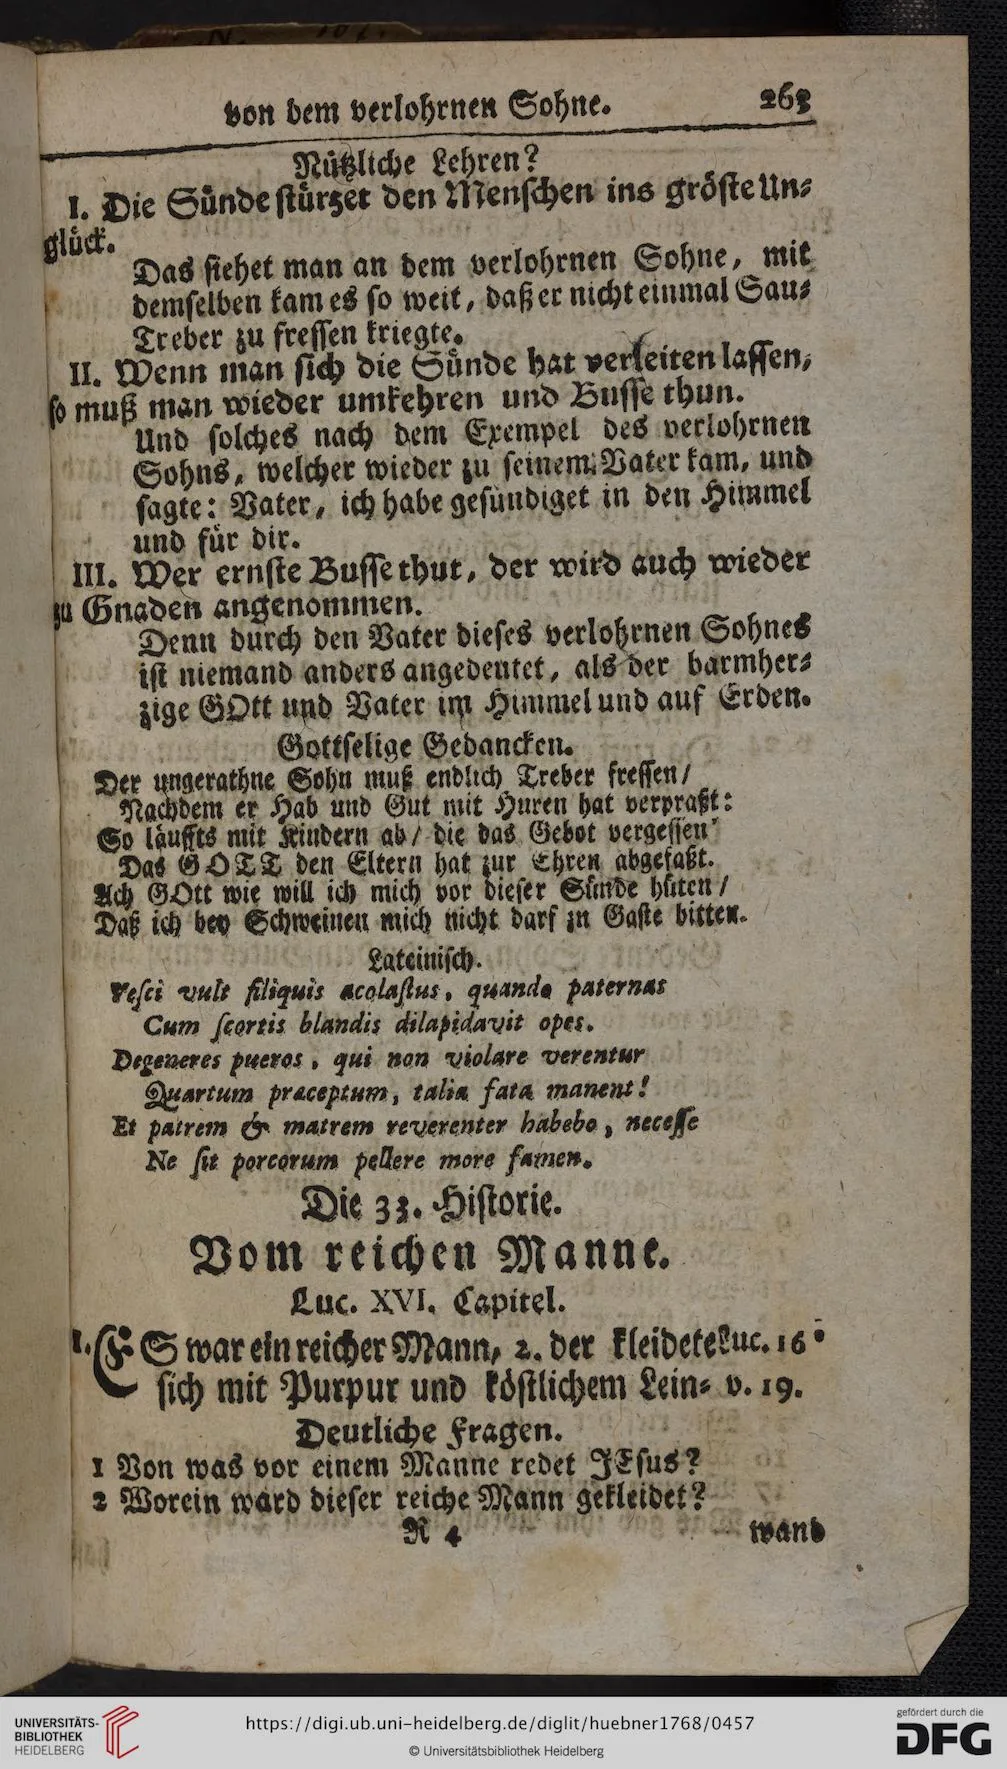 von dem verlohrnen Sohne. 263
Nützliche Lehren?
I. Die Sünde stürzet den Menschen ins gröste Un-
glück.
Das siehet man an dem verlohrnen Sohne, mit
demselben kam es so weit, daß er nicht einmal Sau-
Treber zu fressen kriegte.
II. Wenn man sich die Sünde hat verleiten lassen,
so muß man wieder umkehren und Busse thun.
Und solches nach dem Exempel des verlohrnen
Sohns, welcher wieder zu seinem Vater kam, und
sagte: Vater, ich habe gesündiget in den Himmel
und für dir.
III. Wer ernste Busse thut, der wird auch wieder
zu Gnaden angenommen.
Denn durch den Vater dieses verlohrnen Sohnes
ist niemand anders angedeutet, als der barmher-
zige GOtt und Vater im Himmel und auf Erden.
Gottselige Gedancken.
Der ungerathne Sohn muß endlich Treber fressen/
Nachdem er Hab und Gut mit Huren hat verpraßt:
So läuffts mit Kindern ab/ die das Gebot vergessen
Das GOTT den Eltern hat zur Ehren abgefaßt.
Ach GOtt wie will ich mich vor dieser Sünde hüten/
Daß ich bey Schweinen mich nicht darf zu Gaste bitten.
Lateinisch.
Vesci vult siliquis acolastus, quando paternas
Cum scortis blandis dilapidavit opes.
Degeneres pueros, qui non violare verentur
Quartum præceptum, talia fata manent!
Et patrem & matrem reverenter habebo, necesse
Ne sit porcorum pellere more famen.
Die 33. Historie.
Vom reichen Manne.
Luc. XVI. Capitel.
1. ES war ein reicher Mann, 2. der kleidete Luc. 16
sich mit Purpur und köstlichem Lein- v. 19.
Deutliche Fragen.
1 Von was vor einem Manne redet JEsus?
2 Worein ward dieser reiche Mann gekleidet?
R 4 wand
UNIVERSITÄTS-
BIBLIOTHEK
HEIDELBERG
https://digi.ub.uni-heidelberg.de/diglit/huebner1768/0457
© Universitätsbibliothek Heidelberg
gefördert durch die
DFG